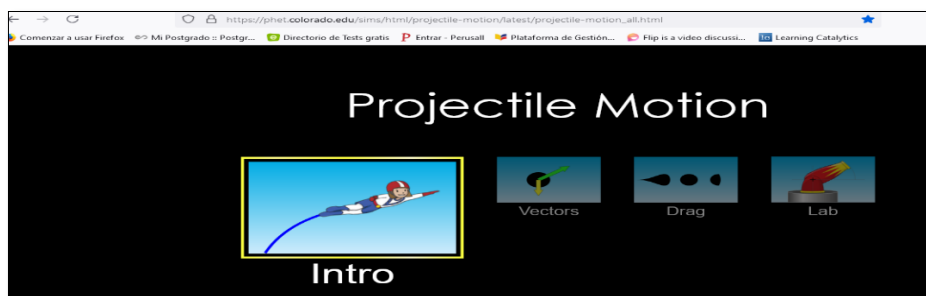 https://phet.colorado.edu/sims/html/projectile-motion/latest/projectile-motion_all.html
Comenzar a usar Firefox Mi Postgrado :: Postgr... Directorio de Tests gratis Entrar - Perusall Plataforma de Gestión... Flip is a video discussi... Learning Catalytics
Projectile Motion
Vectors Drag Lab
Intro